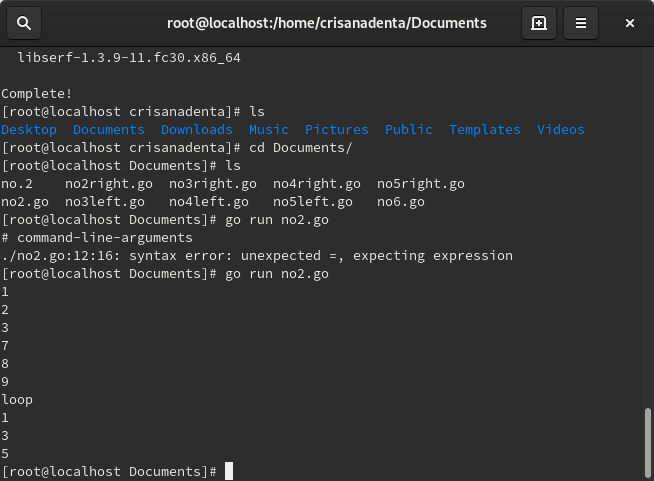 root@localhost:/home/crisanadenta/Documents
  libserf-1.3.9-11.fc30.x86_64

Complete!
[root@localhost crisanadenta]# ls
Desktop  Documents  Downloads  Music  Pictures  Public  Templates  Videos
[root@localhost crisanadenta]# cd Documents/
[root@localhost Documents]# ls
no.2    no2right.go  no3right.go  no4right.go  no5right.go
no2.go  no3left.go   no4left.go   no5left.go   no6.go
[root@localhost Documents]# go run no2.go
# command-line-arguments
./no2.go:12:16: syntax error: unexpected =, expecting expression
[root@localhost Documents]# go run no2.go
1
2
3
7
8
9
loop
1
3
5
[root@localhost Documents]#